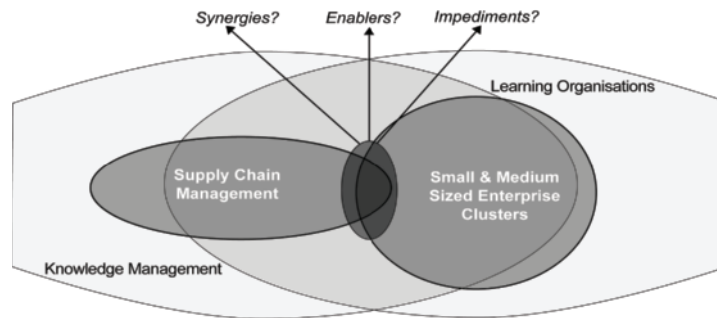 Synergies? Enablers? Impediments?
Learning Organisations
Supply Chain
Management
Small & Medium
Sized Enterprise
Clusters
Knowledge Management